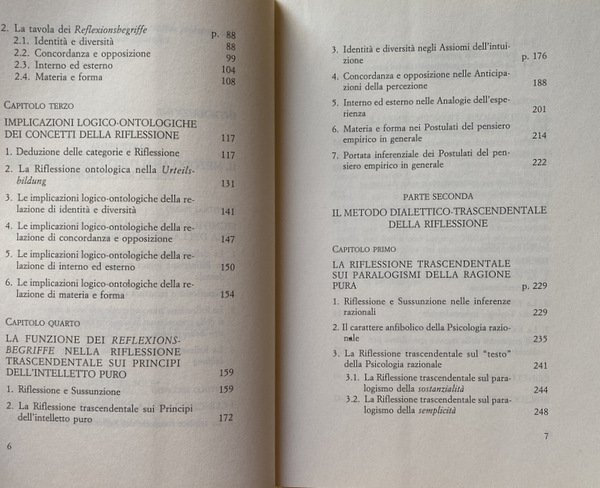 2. La tavola dei Reflexionsbegriffe p. 88
2.1. Identità e diversità 88
2.2. Concordanza e opposizione 99
2.3. Interno ed esterno 104
2.4. Materia e forma 108
CAPITOLO TERZO
IMPLICAZIONI LOGICO-ONTOLOGICHE
DEI CONCETTI DELLA RIFLESSIONE 117
1. Deduzione delle categorie e Riflessione 117
2. La Riflessione ontologica nella Urteils-
bildung 131
3. Le implicazioni logico-ontologiche della re-
lazione di identità e diversità 141
4. Le implicazioni logico-ontologiche della re-
lazione di concordanza e opposizione 147
5. Le implicazioni logico-ontologiche della re-
lazione di interno ed esterno 150
6. Le implicazioni logico-ontologiche della re-
lazione di materia e forma 154
CAPITOLO QUARTO
LA FUNZIONE DEI REFLEXIONS-
BEGRIFFE NELLA RIFLESSIONE
TRASCENDENTALE SUI PRINCIPI
DELL'INTELLETTO PURO 159
1. Riflessione e Sussunzione 159
2. La Riflessione trascendentale sui Principi
dell'intelletto puro 172
6
3. Identità e diversità negli Assiomi dell'intui-
zione p. 176
4. Concordanza e opposizione nelle Anticipa-
zioni della percezione 188
5. Interno ed esterno nelle Analogie dell'espe-
rienza 201
6. Materia e forma nei Postulati del pensiero
empirico in generale 214
7. Portata inferenziale dei Postulati del pen-
siero empirico in generale 222
PARTE SECONDA
IL METODO DIALETTICO-TRASCENDENTALE
DELLA RIFLESSIONE
CAPITOLO PRIMO
LA RIFLESSIONE TRASCENDENTALE
SUI PARALOGISMI DELLA RAGIONE
PURA p. 229
1. Riflessione e Sussunzione nelle inferenze
razionali 229
2. Il carattere anfibolico della Psicologia razio-
nale 235
3. La Riflessione trascendentale sul "testo"
della Psicologia razionale 241
3.1. La Riflessione trascendentale sul para-
logismo della sostanzialità 244
3.2. La Riflessione trascendentale sul para-
logismo della semplicità 248
7